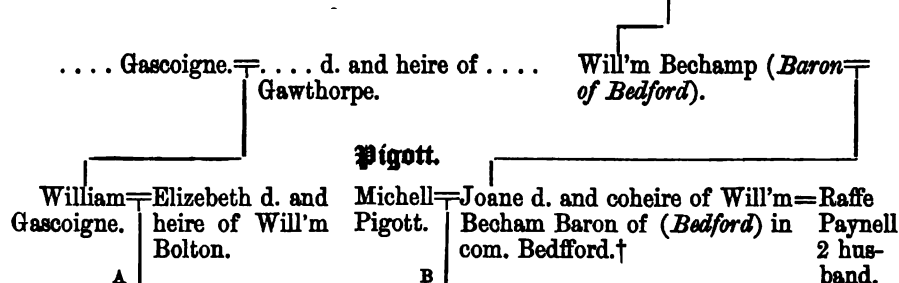 .... Gascoigne.=.... d. and heire of .... Will'm Bechamp (Baron=
Gawthorpe. of Bedford).
Pigott.
William=Elizebeth d. and Michell=Joane d. and coheire of Will'm=Raffe
Gascoigne. heire of Will'm Pigott. Becham Baron of (Bedford) in Paynell
Bolton. com. Bedfford.† 2 hus-
A B band.